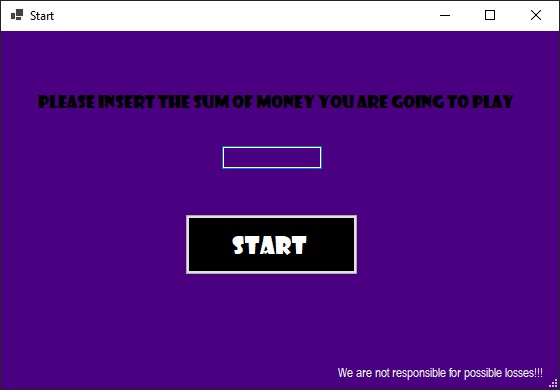 Start
PLEASE INSERT THE SUM OF MONEY YOU ARE GOING TO PLAY
START
We are not responsible for possible losses!!!